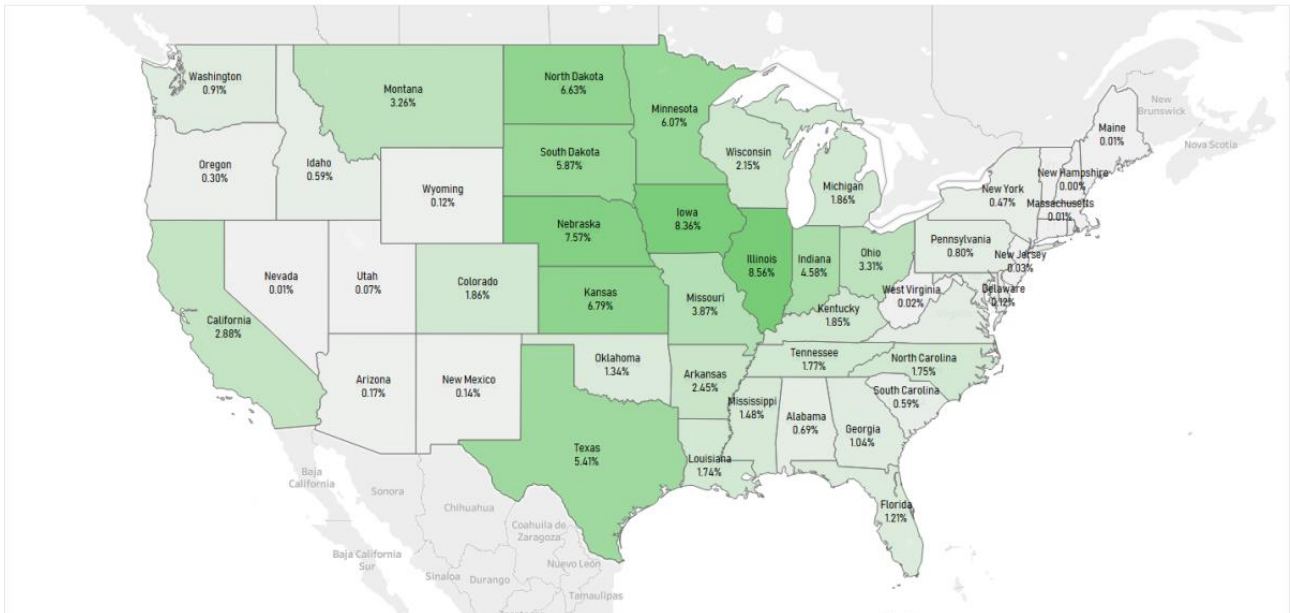 Washington
0.91%
Montana
3.26%
North Dakota
6.63%
Minnesota
6.07%
Maine
0.01%
New
Brunswick
Nova Scotia
Oregon
0.30%
Idaho
0.59%
Wyoming
0.12%
South Dakota
5.87%
Wisconsin
2.15%
Michigan
1.86%
New York
0.47%
New Hampshire
0.00%
Massachusetts
0.01%
Nebraska
7.57%
Iowa
8.36%
Illinois
8.56%
Indiana
4.58%
Ohio
3.31%
Pennsylvania
0.80%
New Jersey
0.03%
Delaware
0.12%
Nevada
0.01%
Utah
0.07%
Colorado
1.86%
Kansas
6.79%
Missouri
3.87%
Kentucky
1.85%
West Virginia
0.02%
California
2.88%
Arizona
0.17%
New Mexico
0.14%
Oklahoma
1.34%
Arkansas
2.45%
Tennessee
1.77%
North Carolina
1.75%
South Carolina
0.59%
Texas
5.41%
Louisiana
1.74%
Mississippi
1.48%
Alabama
0.69%
Georgia
1.04%
Florida
1.21%
Baja
California
Sonora
Chihuahua
Coahuila de
Zaragoza
Baja California
Sur
Sinaloa
Durango
Nuevo León
Tamaulipas